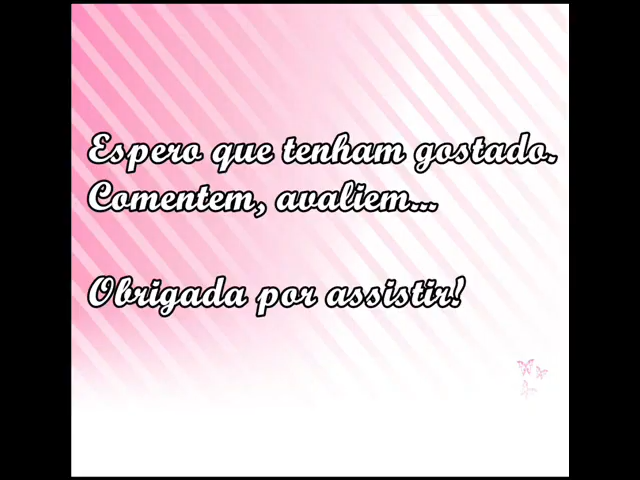 Espero que tenham gostado.
Comentem, avaliem...
Obrigada por assistir!